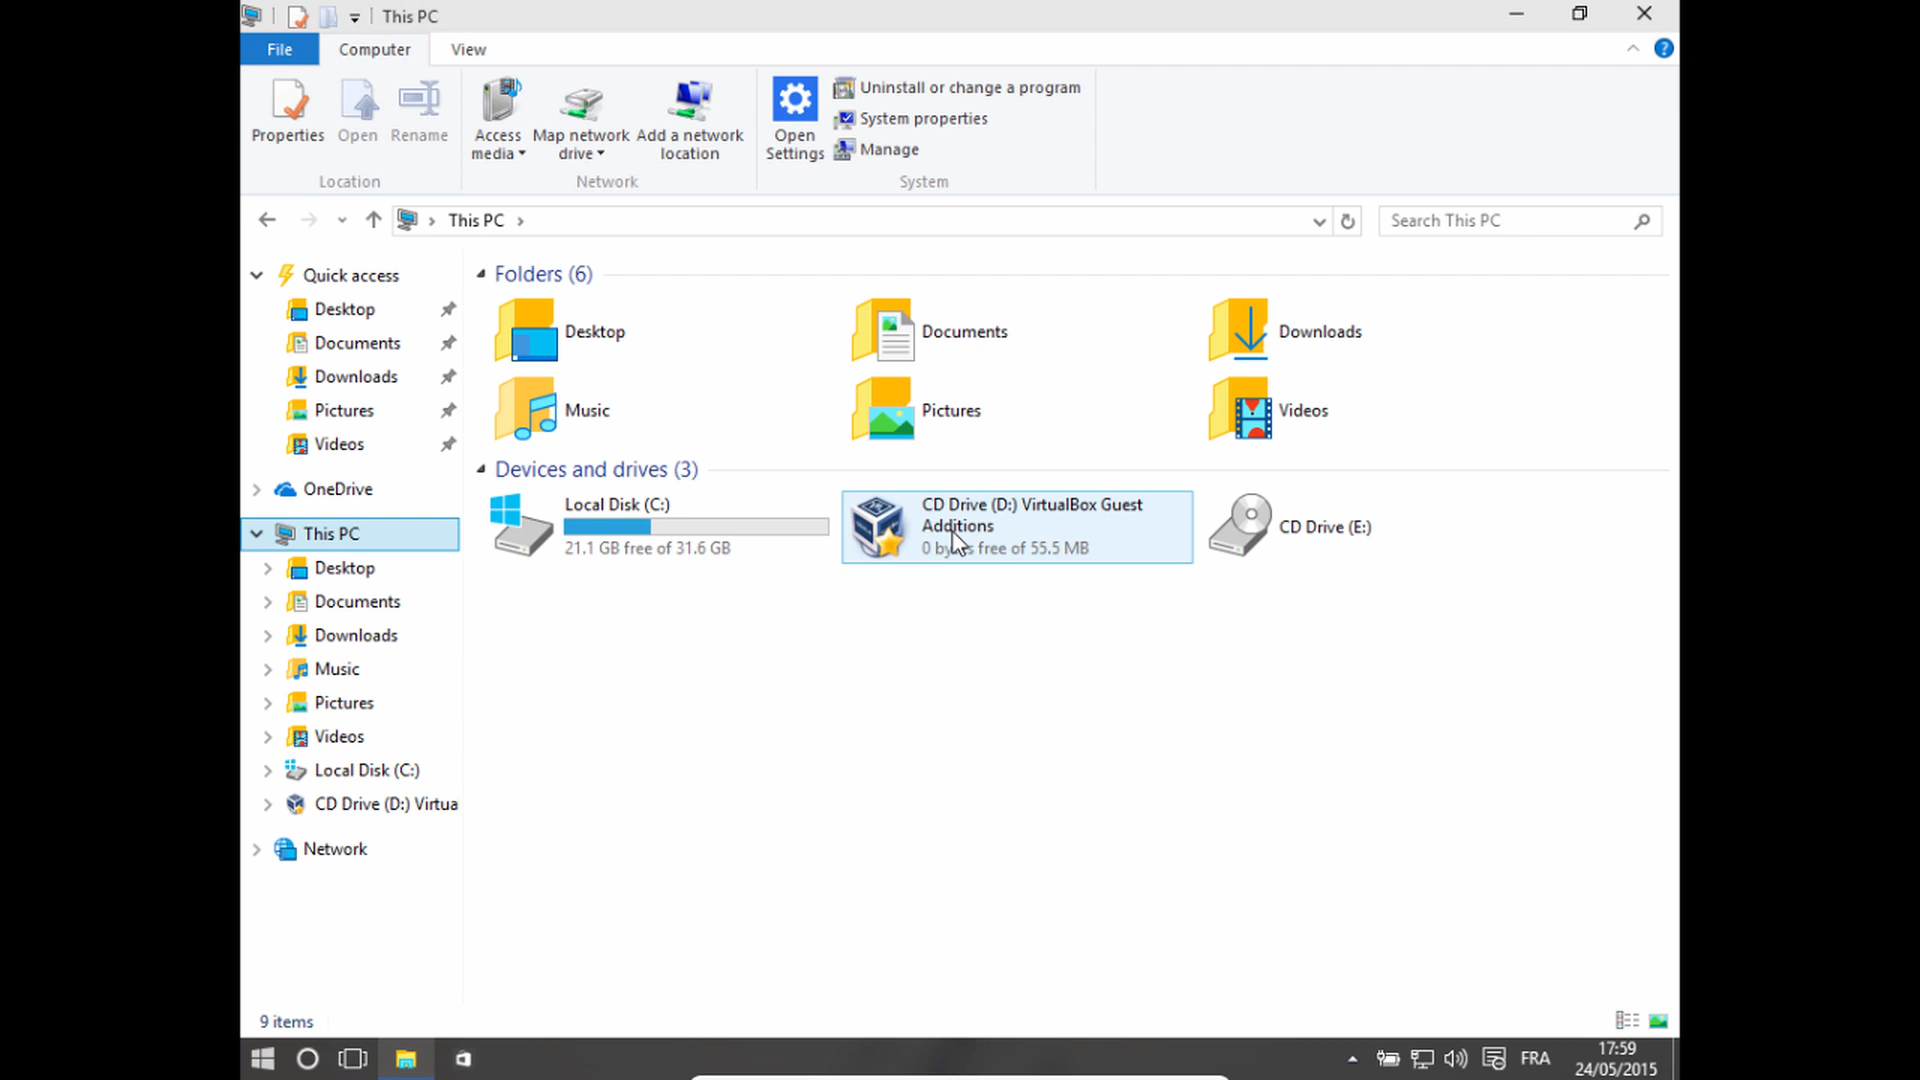 This PC
File
Computer
View
Properties
Open
Rename
Access
media
Map network
drive
Add a network
location
Open
Settings
Uninstall or change a program
System properties
Manage
Location
Network
System
This PC
Search This PC
Quick access
Desktop
Documents
Downloads
Pictures
Videos
OneDrive
This PC
Desktop
Documents
Downloads
Music
Pictures
Videos
Local Disk (C:)
CD Drive (D:) Virtua
Network
Folders (6)
Desktop
Documents
Downloads
Music
Pictures
Videos
Devices and drives (3)
Local Disk (C:)
21.1 GB free of 31.6 GB
CD Drive (D:) VirtualBox Guest
Additions
0 by s free of 55.5 MB
CD Drive (E:)
9 items
FRA
17:59
24/05/2015